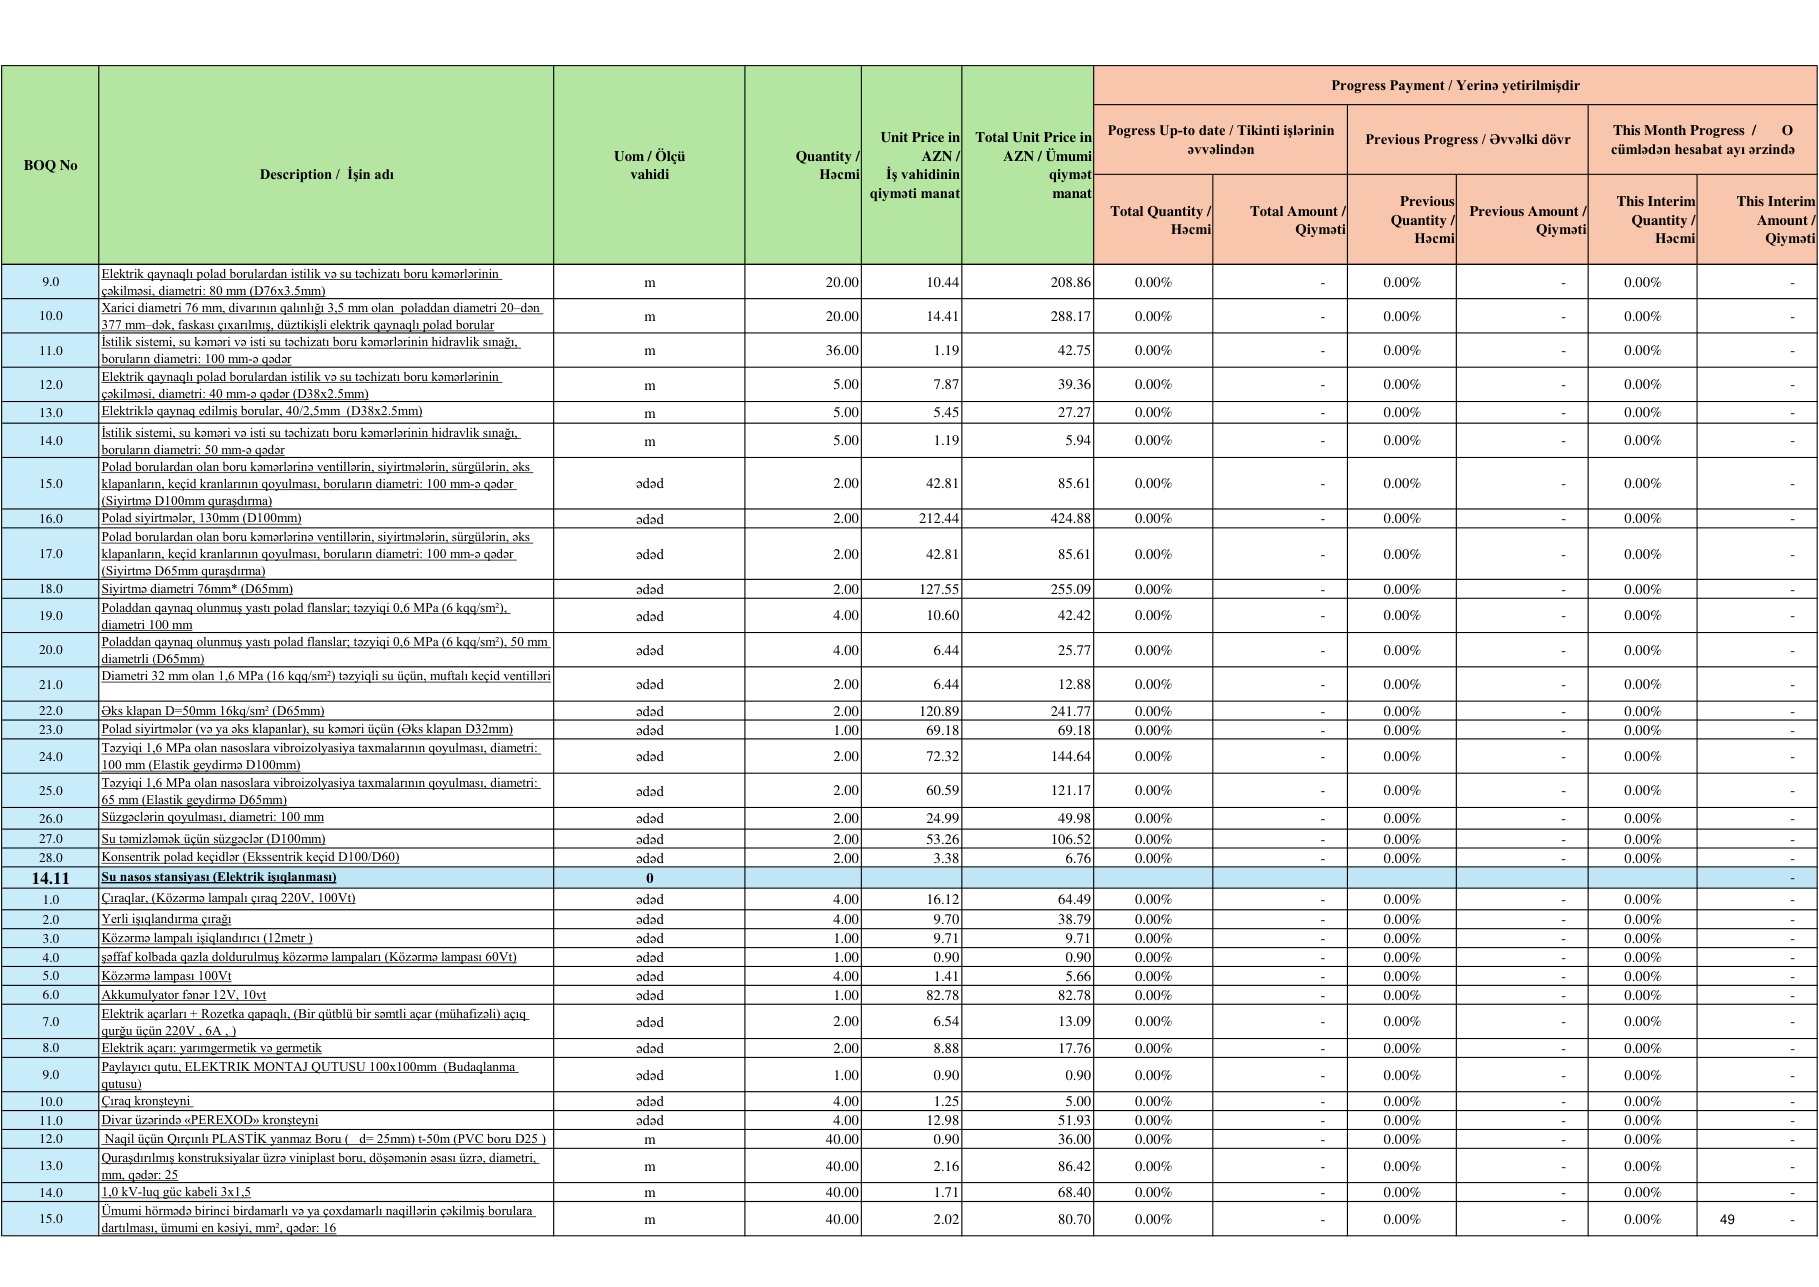 Progress Payment / Yerinə yetirilmişdir
BOQ No
Description /  İşin adı
Uom / Ölçü
vahidi
Quantity /
Həcmi
Unit Price in
AZN /
İş vahidinin
qiyməti manat
Total Unit Price in
AZN / Ümumi
qiymət
manat
Pogress Up-to date / Tikinti işlərinin
əvvəlindən
Previous Progress / Əvvəlki dövr
This Month Progress  /      O
cümlədən hesabat ayı ərzində
Total Quantity /
Həcmi
Total Amount /
Qiyməti
Previous
Quantity /
Həcmi
Previous Amount /
Qiyməti
This Interim
Quantity /
Həcmi
This Interim
Amount /
Qiyməti
Elektrik qaynaqlı polad borulardan istilik və su təchizatı boru kəmərlərinin
9.0 çəkilməsi, diametri: 80 mm (D76x3.5mm) m 20.00 10.44 208.86 0.00% - 0.00% - 0.00% -
Xarici diametri 76 mm, divarının qalınlığı 3,5 mm olan  poladdan diametri 20–dən
10.0 377 mm–dək, faskası çıxarılmış, düztikişli elektrik qaynaqlı polad borular m 20.00 14.41 288.17 0.00% - 0.00% - 0.00% -
İstilik sistemi, su kəməri və isti su təchizatı boru kəmərlərinin hidravlik sınağı,
11.0 boruların diametri: 100 mm-ə qədər m 36.00 1.19 42.75 0.00% - 0.00% - 0.00% -
Elektrik qaynaqlı polad borulardan istilik və su təchizatı boru kəmərlərinin
12.0 çəkilməsi, diametri: 40 mm-ə qədər (D38x2.5mm) m 5.00 7.87 39.36 0.00% - 0.00% - 0.00% -
13.0 Elektriklə qaynaq edilmiş borular, 40/2,5mm  (D38x2.5mm) m 5.00 5.45 27.27 0.00% - 0.00% - 0.00% -
İstilik sistemi, su kəməri və isti su təchizatı boru kəmərlərinin hidravlik sınağı,
14.0 boruların diametri: 50 mm-ə qədər m 5.00 1.19 5.94 0.00% - 0.00% - 0.00% -
Polad borulardan olan boru kəmərlərinə ventillərin, siyirtmələrin, sürgülərin, əks
15.0 klapanların, keçid kranlarının qoyulması, boruların diametri: 100 mm-ə qədər ədəd 2.00 42.81 85.61 0.00% - 0.00% - 0.00% -
(Siyirtmə D100mm quraşdırma)
16.0 Polad siyirtmələr, 130mm (D100mm) ədəd 2.00 212.44 424.88 0.00% - 0.00% - 0.00% -
Polad borulardan olan boru kəmərlərinə ventillərin, siyirtmələrin, sürgülərin, əks
17.0 klapanların, keçid kranlarının qoyulması, boruların diametri: 100 mm-ə qədər ədəd 2.00 42.81 85.61 0.00% - 0.00% - 0.00% -
(Siyirtmə D65mm quraşdırma)
18.0 Siyirtmə diametri 76mm* (D65mm) ədəd 2.00 127.55 255.09 0.00% - 0.00% - 0.00% -
Poladdan qaynaq olunmuş yastı polad flanslar; təzyiqi 0,6 MPa (6 kqq/sm²),
19.0 diametri 100 mm ədəd 4.00 10.60 42.42 0.00% - 0.00% - 0.00% -
Poladdan qaynaq olunmuş yastı polad flanslar; təzyiqi 0,6 MPa (6 kqq/sm²), 50 mm
20.0 diametrli (D65mm) ədəd 4.00 6.44 25.77 0.00% - 0.00% - 0.00% -
21.0 Diametri 32 mm olan 1,6 MPa (16 kqq/sm²) təzyiqli su üçün, muftalı keçid ventilləri ədəd 2.00 6.44 12.88 0.00% - 0.00% - 0.00% -
22.0 Əks klapan D=50mm 16kq/sm² (D65mm) ədəd 2.00 120.89 241.77 0.00% - 0.00% - 0.00% -
23.0 Polad siyirtmələr (və ya əks klapanlar), su kəməri üçün (Əks klapan D32mm) ədəd 1.00 69.18 69.18 0.00% - 0.00% - 0.00% -
Təzyiqi 1,6 MPa olan nasoslara vibroizolyasiya taxmalarının qoyulması, diametri:
24.0 100 mm (Elastik geydirmə D100mm) ədəd 2.00 72.32 144.64 0.00% - 0.00% - 0.00% -
Təzyiqi 1,6 MPa olan nasoslara vibroizolyasiya taxmalarının qoyulması, diametri:
25.0 65 mm (Elastik geydirmə D65mm) ədəd 2.00 60.59 121.17 0.00% - 0.00% - 0.00% -
26.0 Süzgəclərin qoyulması, diametri: 100 mm ədəd 2.00 24.99 49.98 0.00% - 0.00% - 0.00% -
27.0 Su təmizləmək üçün süzgəclər (D100mm) ədəd 2.00 53.26 106.52 0.00% - 0.00% - 0.00% -
28.0 Konsentrik polad keçidlər (Ekssentrik keçid D100/D60) ədəd 2.00 3.38 6.76 0.00% - 0.00% - 0.00% -
14.11 Su nasos stansiyası (Elektrik işıqlanması) 0 -
1.0 Çıraqlar, (Közərmə lampalı çıraq 220V, 100Vt) ədəd 4.00 16.12 64.49 0.00% - 0.00% - 0.00% -
2.0 Yerli işıqlandırma çırağı ədəd 4.00 9.70 38.79 0.00% - 0.00% - 0.00% -
3.0 Közərmə lampalı işiqlandırıcı (12metr ) ədəd 1.00 9.71 9.71 0.00% - 0.00% - 0.00% -
4.0 şəffaf kolbada qazla doldurulmuş közərmə lampaları (Közərmə lampası 60Vt) ədəd 1.00 0.90 0.90 0.00% - 0.00% - 0.00% -
5.0 Közərmə lampası 100Vt ədəd 4.00 1.41 5.66 0.00% - 0.00% - 0.00% -
6.0 Akkumulyator fənər 12V, 10vt ədəd 1.00 82.78 82.78 0.00% - 0.00% - 0.00% -
Elektrik açarları + Rozetka qapaqlı, (Bir qütblü bir səmtli açar (mühafizəli) açıq
7.0 qurğu üçün 220V , 6A , ) ədəd 2.00 6.54 13.09 0.00% - 0.00% - 0.00% -
8.0 Elektrik açarı: yarımgermetik və germetik ədəd 2.00 8.88 17.76 0.00% - 0.00% - 0.00% -
Paylayıcı qutu, ELEKTRIK MONTAJ QUTUSU 100x100mm  (Budaqlanma
9.0 qutusu) ədəd 1.00 0.90 0.90 0.00% - 0.00% - 0.00% -
10.0 Çıraq kronşteyni ədəd 4.00 1.25 5.00 0.00% - 0.00% - 0.00% -
11.0 Divar üzərində «PEREXOD» kronşteyni ədəd 4.00 12.98 51.93 0.00% - 0.00% - 0.00% -
12.0 Naqil üçün Qırçınlı PLASTİK yanmaz Boru (   d= 25mm) t-50m (PVC boru D25 ) m 40.00 0.90 36.00 0.00% - 0.00% - 0.00% -
Quraşdırılmış konstruksiyalar üzrə viniplast boru, döşəmənin əsası üzrə, diametri,
13.0 mm, qədər: 25 m 40.00 2.16 86.42 0.00% - 0.00% - 0.00% -
14.0 1,0 kV-luq güc kabeli 3x1,5 m 40.00 1.71 68.40 0.00% - 0.00% - 0.00% -
Ümumi hörmədə birinci birdamarlı və ya çoxdamarlı naqillərin çəkilmiş borulara
15.0 dartılması, ümumi en kəsiyi, mm², qədər: 16 m 40.00 2.02 80.70 0.00% - 0.00% - 0.00% 49 -